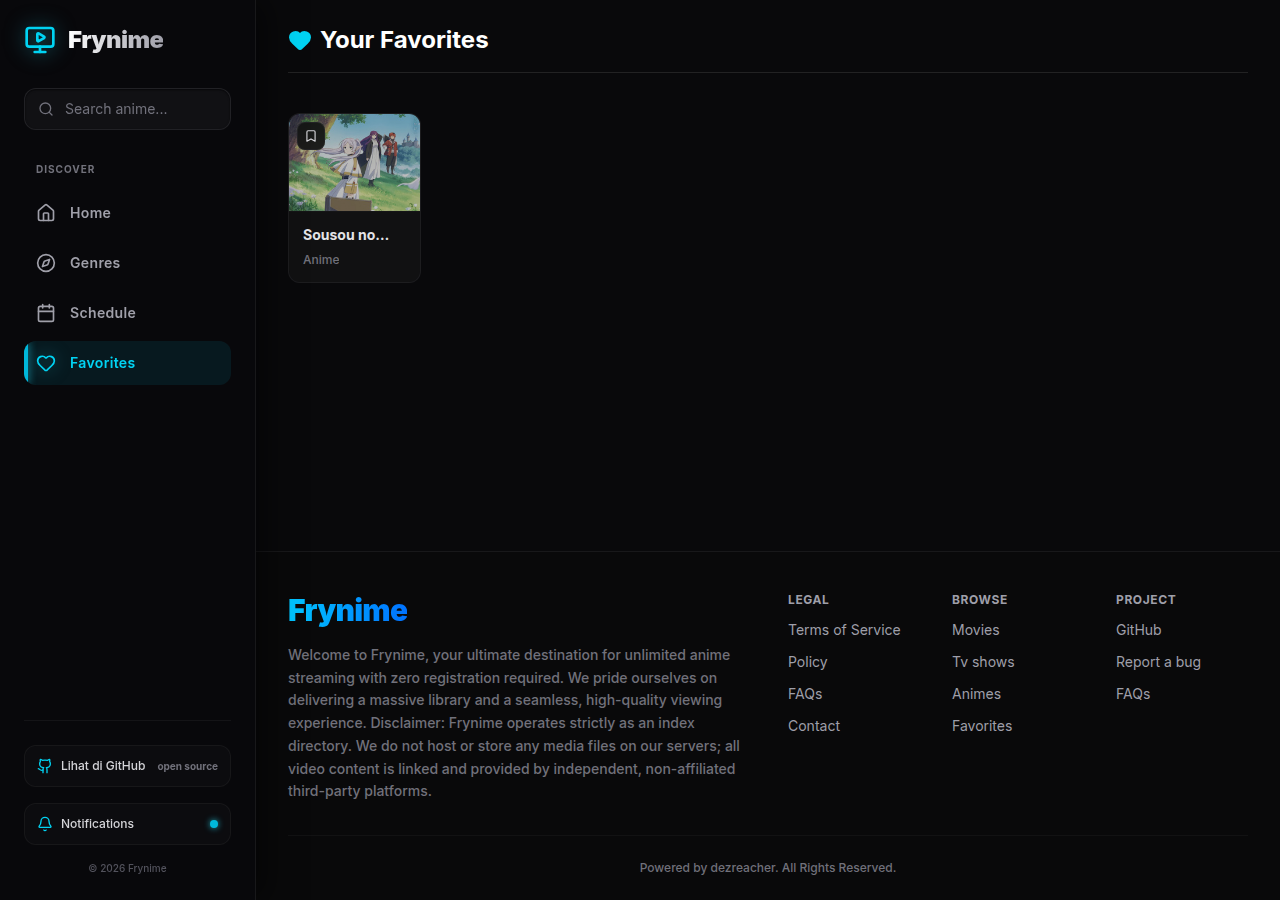 Frynime
Search anime...
DISCOVER
Home
Genres
Schedule
Favorites
Lihat di GitHub open source
Notifications
© 2026 Frynime
Your Favorites
Sousou no...
Anime
Frynime
Welcome to Frynime, your ultimate destination for unlimited anime
streaming with zero registration required. We pride ourselves on
delivering a massive library and a seamless, high-quality viewing
experience. Disclaimer: Frynime operates strictly as an index
directory. We do not host or store any media files on our servers; all
video content is linked and provided by independent, non-affiliated
third-party platforms.
LEGAL
Terms of Service
Policy
FAQs
Contact
BROWSE
Movies
Tv shows
Animes
Favorites
PROJECT
GitHub
Report a bug
FAQs
Powered by dezreacher. All Rights Reserved.